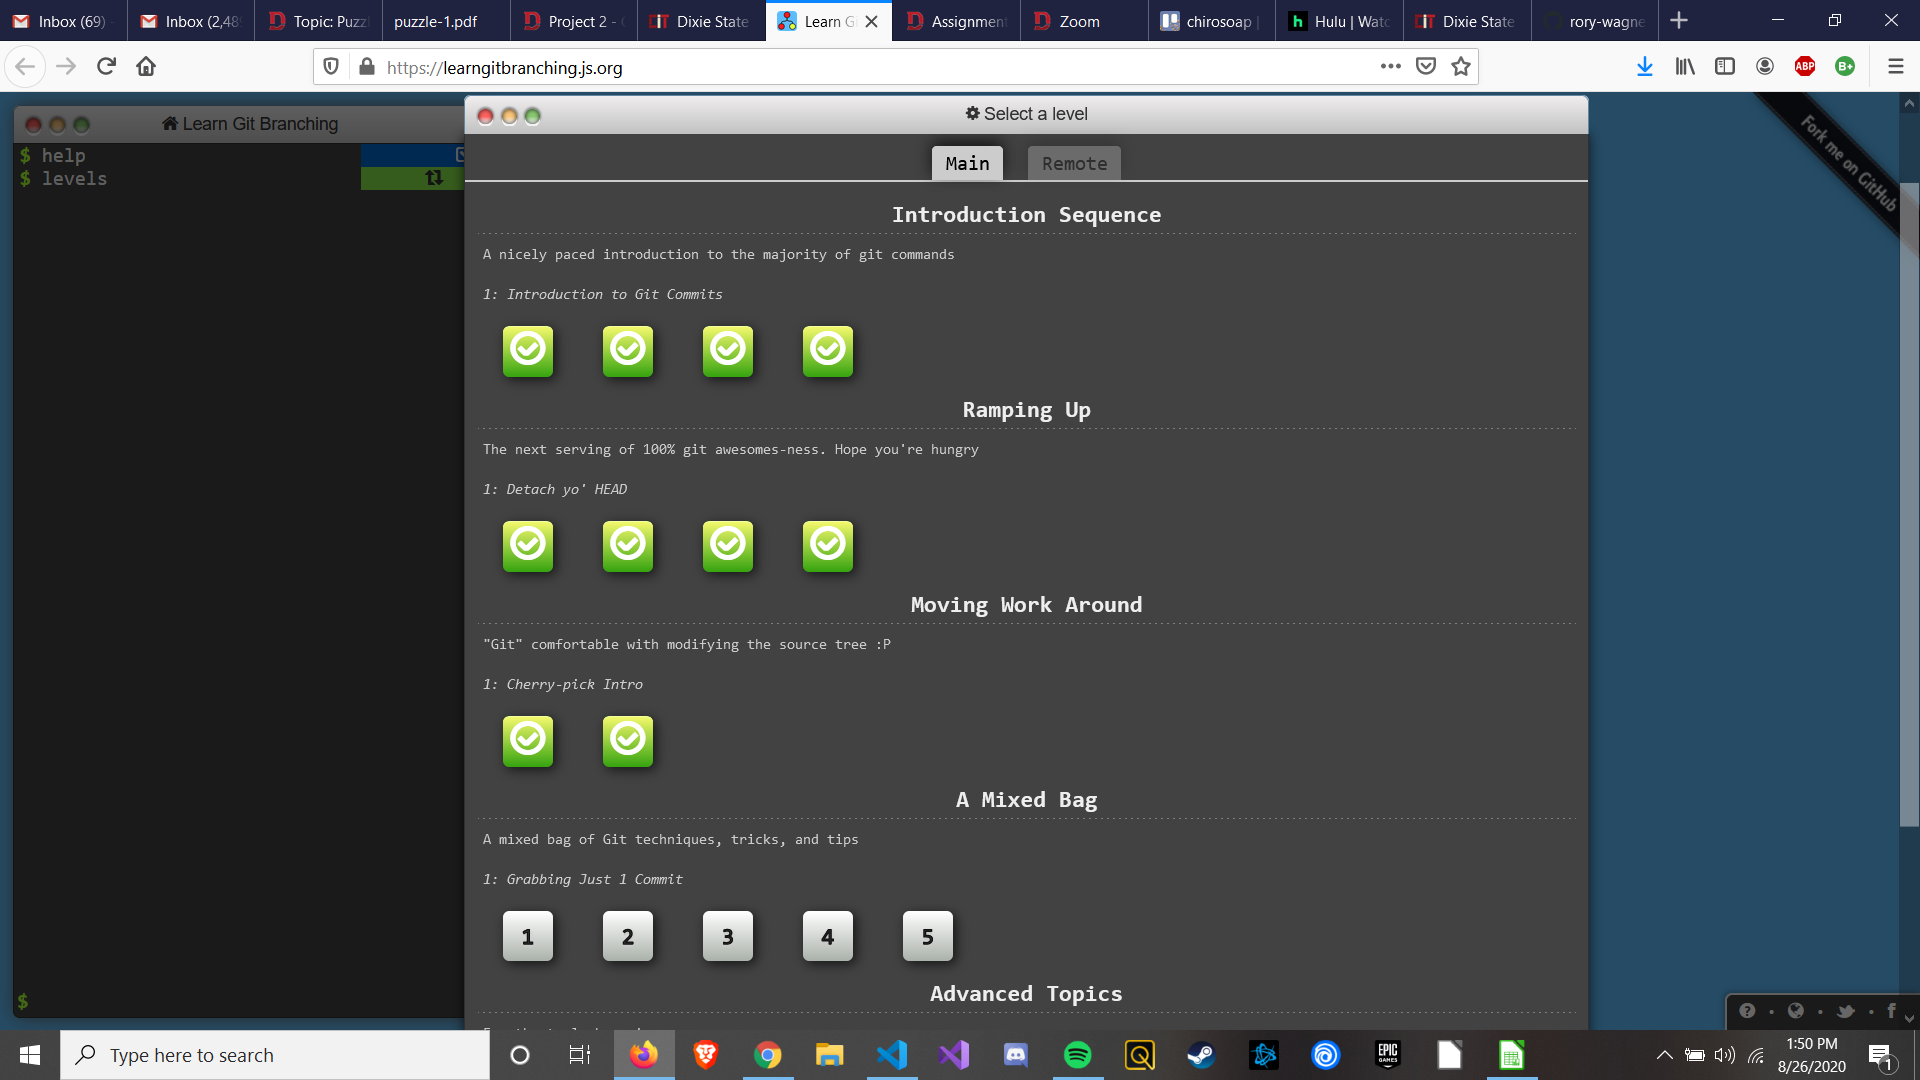 Inbox (69)
Inbox (2,48
Topic: Puzz
puzzle-1.pdf
Project 2 -
Dixie State
Learn G
Assignment
Zoom
chirosoap |
Hulu | Watc
Dixie State
rory-wagne
https://learngitbranching.js.org
ABP
B+
Learn Git Branching
$ help
$ levels
$
Select a level
Main
Remote
Introduction Sequence
A nicely paced introduction to the majority of git commands
1: Introduction to Git Commits
Ramping Up
The next serving of 100% git awesomes-ness. Hope you're hungry
1: Detach yo' HEAD
Moving Work Around
"Git" comfortable with modifying the source tree :P
1: Cherry-pick Intro
A Mixed Bag
A mixed bag of Git techniques, tricks, and tips
1: Grabbing Just 1 Commit
1 2 3 4 5
Advanced Topics
Fork me on GitHub
Type here to search
EPIC GAMES
1:50 PM
8/26/2020
1